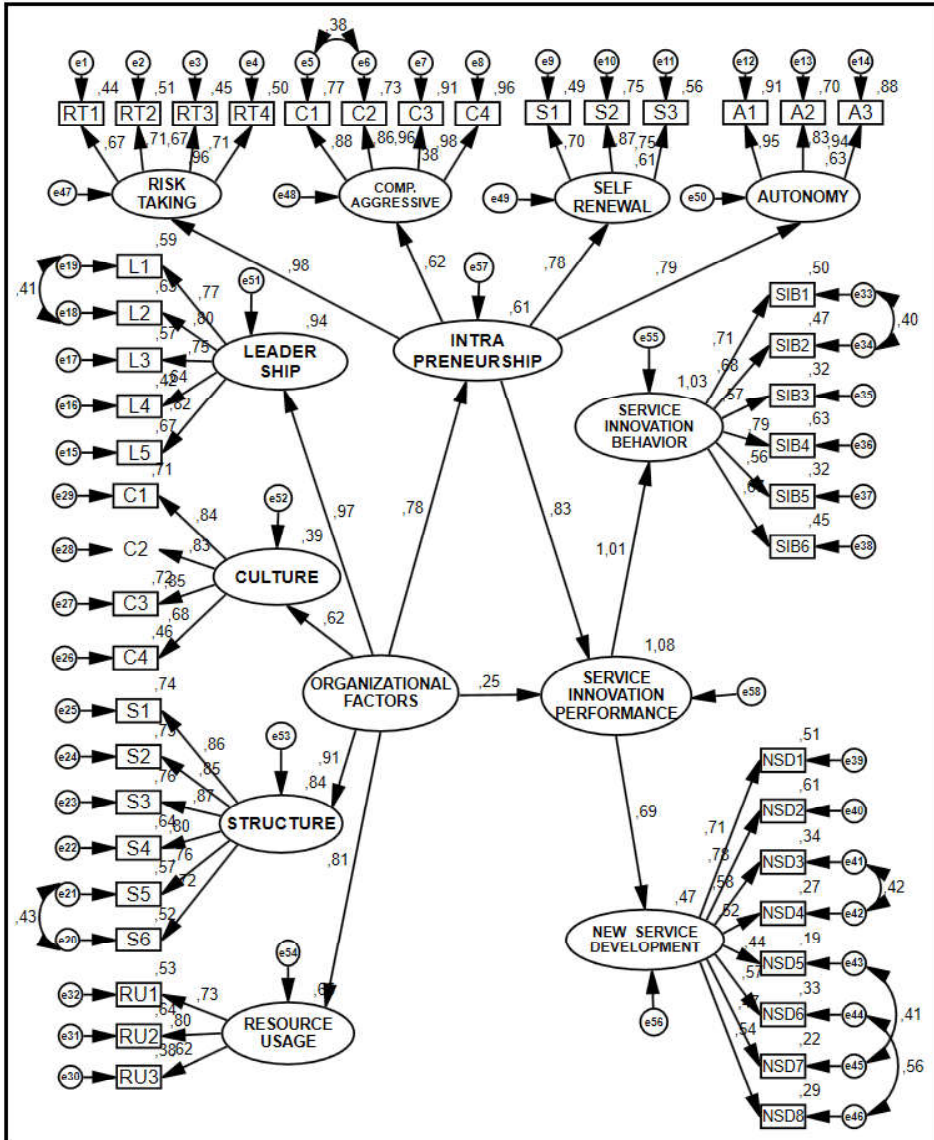 ,38
e1 e2 e3 e4 e5 e6 e7 e8 e9 e10 e11 e12 e13 e14
,44 ,51 ,45 ,50 ,77 ,73 ,91 ,96 ,49 ,75 ,56 ,91 ,70 ,88
RT1 RT2 RT3 RT4 C1 C2 C3 C4 S1 S2 S3 A1 A2 A3
,67 ,71 ,67 ,71 ,88 ,86 ,96 ,98 ,70 ,87 ,75 ,95 ,83 ,94
,96 ,38 ,61 ,63
e47 RISK
TAKING
e48 COMP.
AGGRESSIVE
e49 SELF
RENEWAL
e50 AUTONOMY
,98 ,62 ,78 ,79
e57
,61
INTRA
PRENEURSHIP
,59
e19 L1
,41
e18 L2
,57
e17 L3
e16 L4
,67
e15 L5
,77
,80
,75
,64
,82
e51
,94
LEADER
SHIP
,97
,78
,83
,71
e29 C1
e28 C2
,72
e27 C3
,46
e26 C4
,84
,83
,85
,68
e52
,39
CULTURE
,62
ORGANIZATIONAL
FACTORS
,25
1,08
SERVICE
INNOVATION
PERFORMANCE
e58
1,01
,69
e55
1,03
SERVICE
INNOVATION
BEHAVIOR
,71
,68
,57
,79
,56
,50
SIB1 e33
,40
,47
SIB2 e34
,32
SIB3 e35
,63
SIB4 e36
,32
SIB5 e37
,45
SIB6 e38
,74
e25 S1
e24 S2
,76
e23 S3
,64
e22 S4
,57
e21 S5
,43
,52
e20 S6
,86
,85
,87
,80
,76
,72
e53
,91
,84
STRUCTURE
,81
,53
e32 RU1
,64
e31 RU2
,38
e30 RU3
,73
,80
,62
e54
RESOURCE
USAGE
,47
NEW SERVICE
DEVELOPMENT
e56
,71
,78
,58
,52
,44
,57
,54
,51
NSD1 e39
,61
NSD2 e40
,34
NSD3 e41
,42
,27
NSD4 e42
,19
NSD5 e43
,33
NSD6 e44
,41
,22
NSD7 e45
,56
,29
NSD8 e46